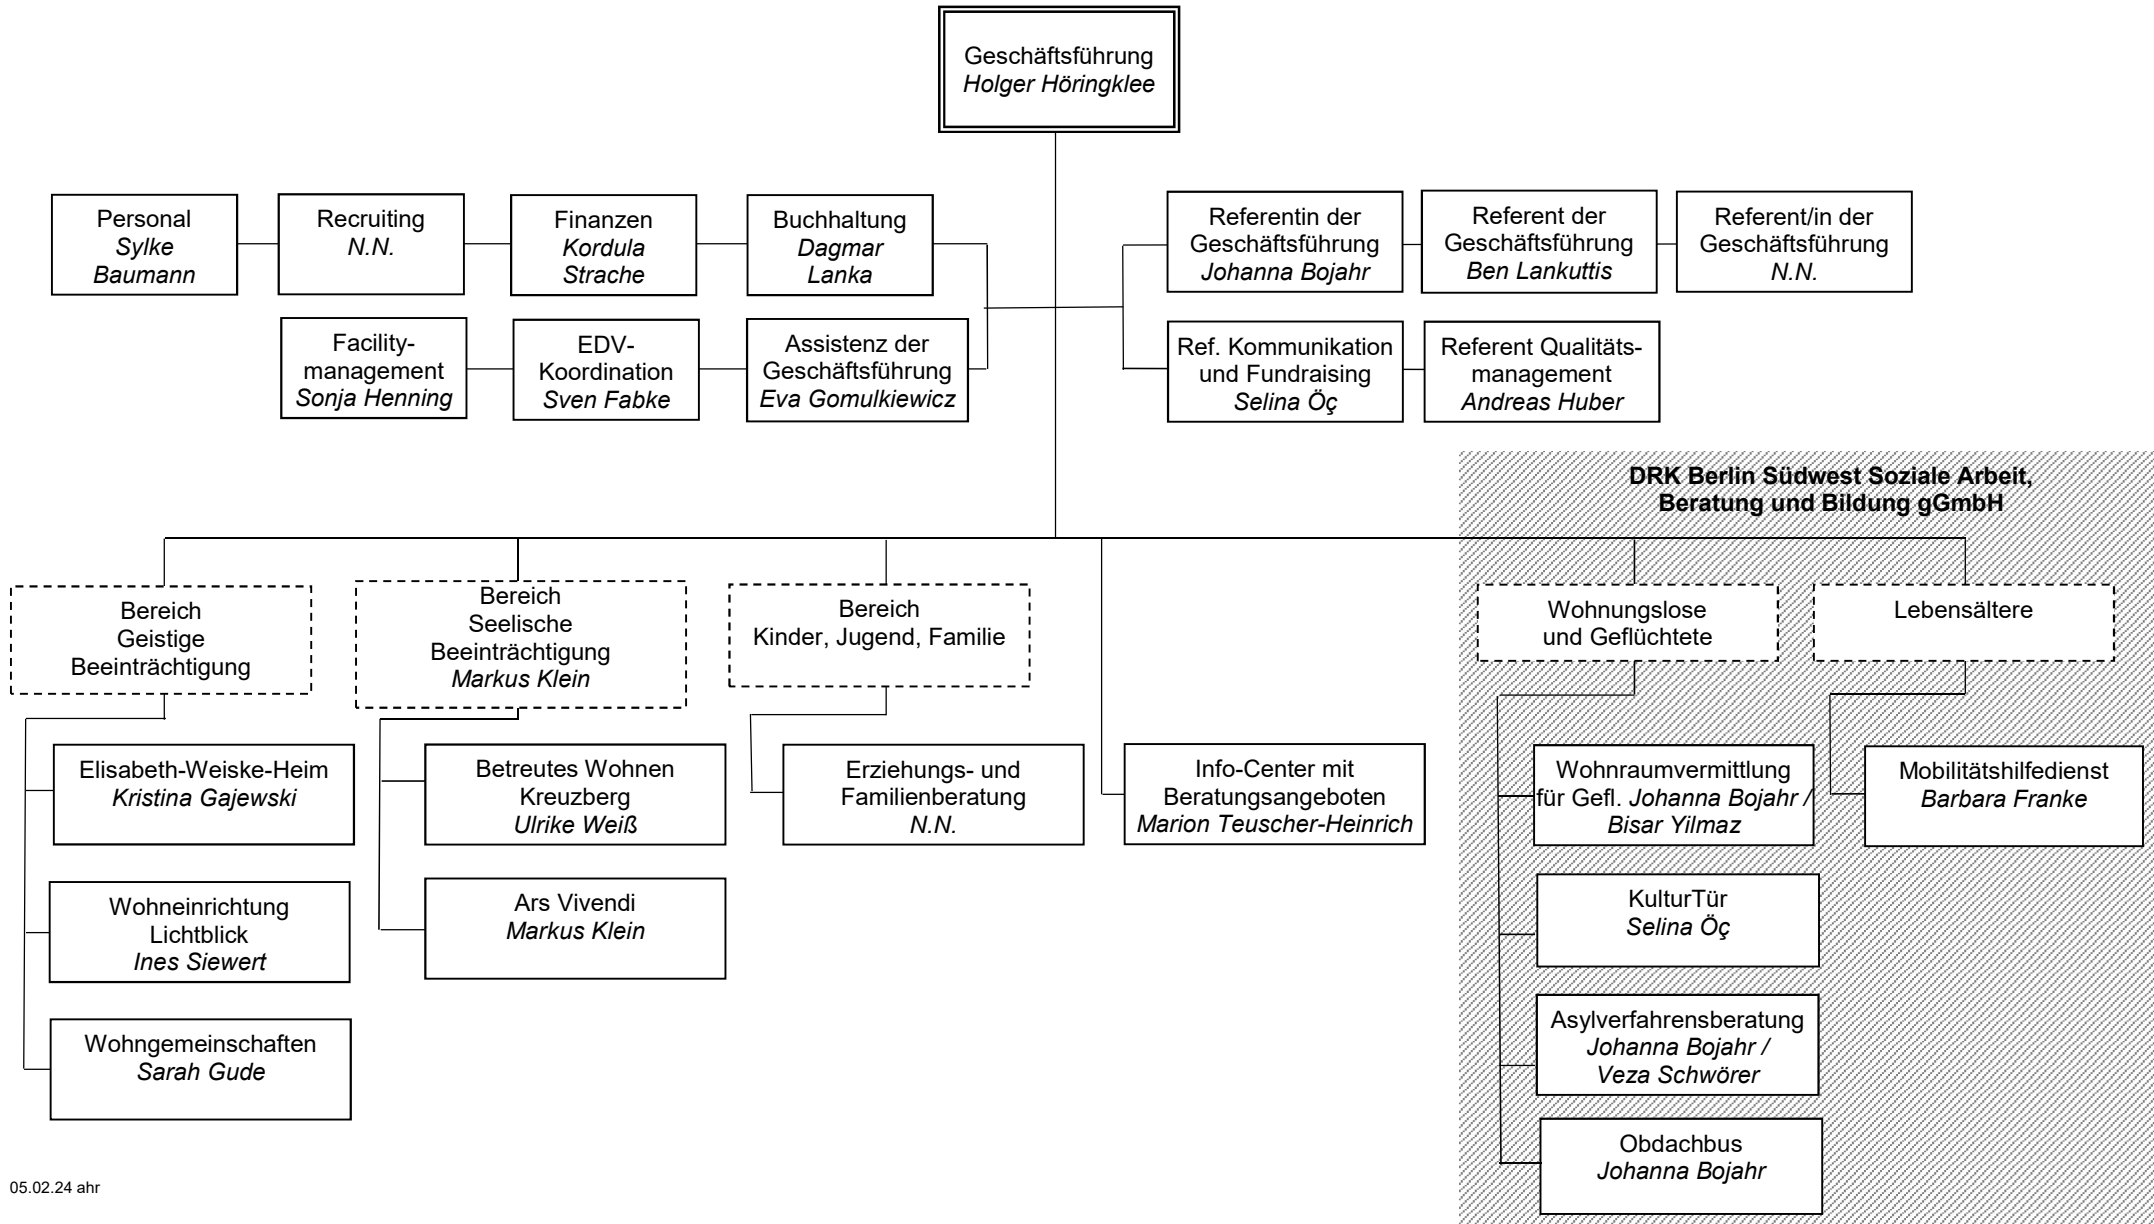 Geschäftsführung
Holger Höringklee
Personal
Sylke
Baumann
Recruiting
N.N.
Finanzen
Kordula
Strache
Buchhaltung
Dagmar
Lanka
Referentin der
Geschäftsführung
Johanna Bojahr
Referent der
Geschäftsführung
Ben Lankuttis
Referent/in der
Geschäftsführung
N.N.
Facility-
management
Sonja Henning
EDV-
Koordination
Sven Fabke
Assistenz der
Geschäftsführung
Eva Gomulkiewicz
Ref. Kommunikation
und Fundraising
Selina Öç
Referent Qualitäts-
management
Andreas Huber
DRK Berlin Südwest Soziale Arbeit,
Beratung und Bildung gGmbH
Bereich
Geistige
Beeinträchtigung
Bereich
Seelische
Beeinträchtigung
Markus Klein
Bereich
Kinder, Jugend, Familie
Wohnungslose
und Geflüchtete
Lebensältere
Elisabeth-Weiske-Heim
Kristina Gajewski
Betreutes Wohnen
Kreuzberg
Ulrike Weiß
Erziehungs- und
Familienberatung
N.N.
Info-Center mit
Beratungsangeboten
Marion Teuscher-Heinrich
Wohnraumvermittlung
für Gefl. Johanna Bojahr /
Bisar Yilmaz
Mobilitätshilfedienst
Barbara Franke
Wohneinrichtung
Lichtblick
Ines Siewert
Ars Vivendi
Markus Klein
KulturTür
Selina Öç
Wohngemeinschaften
Sarah Gude
Asylverfahrensberatung
Johanna Bojahr /
Veza Schwörer
Obdachbus
Johanna Bojahr
05.02.24 ahr